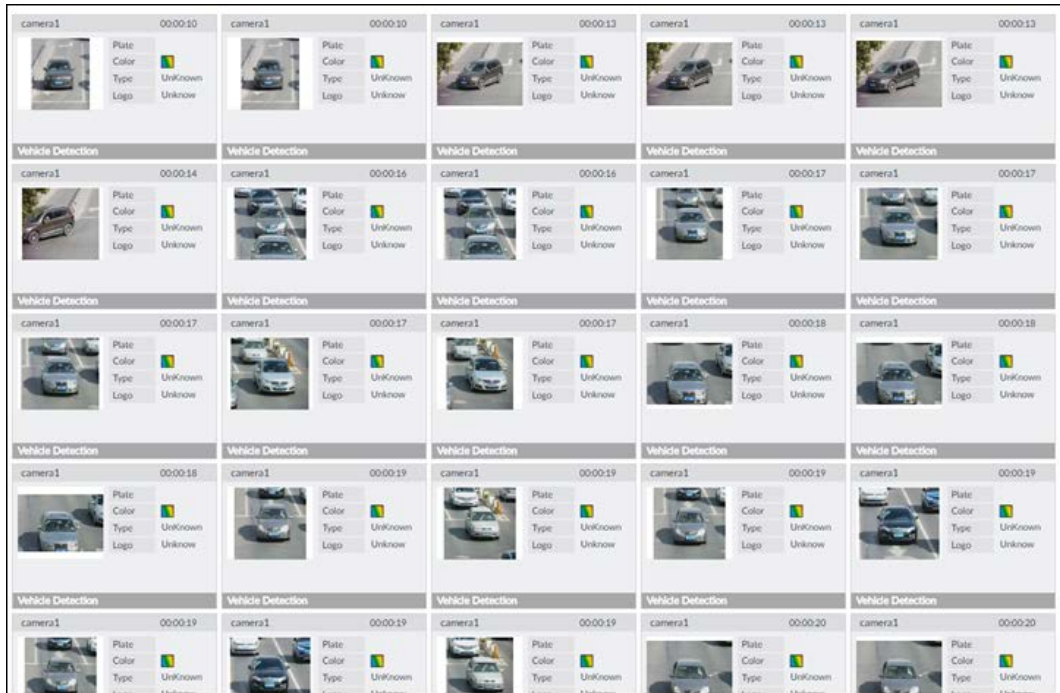 camera1 00:00:10 camera1 00:00:10 camera1 00:00:13 camera1 00:00:13 camera1 00:00:13
Plate Plate Plate Plate Plate
Color Color Color Color Color
Type UnKnown Type UnKnown Type UnKnown Type UnKnown Type UnKnown
Logo Unknow Logo Unknow Logo Unknow Logo Unknow Logo Unknow
Vehicle Detection Vehicle Detection Vehicle Detection Vehicle Detection Vehicle Detection
camera1 00:00:14 camera1 00:00:16 camera1 00:00:16 camera1 00:00:17 camera1 00:00:17
Plate Plate Plate Plate Plate
Color Color Color Color Color
Type UnKnown Type UnKnown Type UnKnown Type UnKnown Type UnKnown
Logo Unknow Logo Unknow Logo Unknow Logo Unknow Logo Unknow
Vehicle Detection Vehicle Detection Vehicle Detection Vehicle Detection Vehicle Detection
camera1 00:00:17 camera1 00:00:17 camera1 00:00:17 camera1 00:00:18 camera1 00:00:18
Plate Plate Plate Plate Plate
Color Color Color Color Color
Type UnKnown Type UnKnown Type UnKnown Type UnKnown Type UnKnown
Logo Unknow Logo Unknow Logo Unknow Logo Unknow Logo Unknow
Vehicle Detection Vehicle Detection Vehicle Detection Vehicle Detection Vehicle Detection
camera1 00:00:18 camera1 00:00:19 camera1 00:00:19 camera1 00:00:19 camera1 00:00:19
Plate Plate Plate Plate Plate
Color Color Color Color Color
Type UnKnown Type UnKnown Type UnKnown Type UnKnown Type UnKnown
Logo Unknow Logo Unknow Logo Unknow Logo Unknow Logo Unknow
Vehicle Detection Vehicle Detection Vehicle Detection Vehicle Detection Vehicle Detection
camera1 00:00:19 camera1 00:00:19 camera1 00:00:19 camera1 00:00:20 camera1 00:00:20
Plate Plate Plate Plate Plate
Color Color Color Color Color
Type UnKnown Type UnKnown Type UnKnown Type UnKnown Type UnKnown